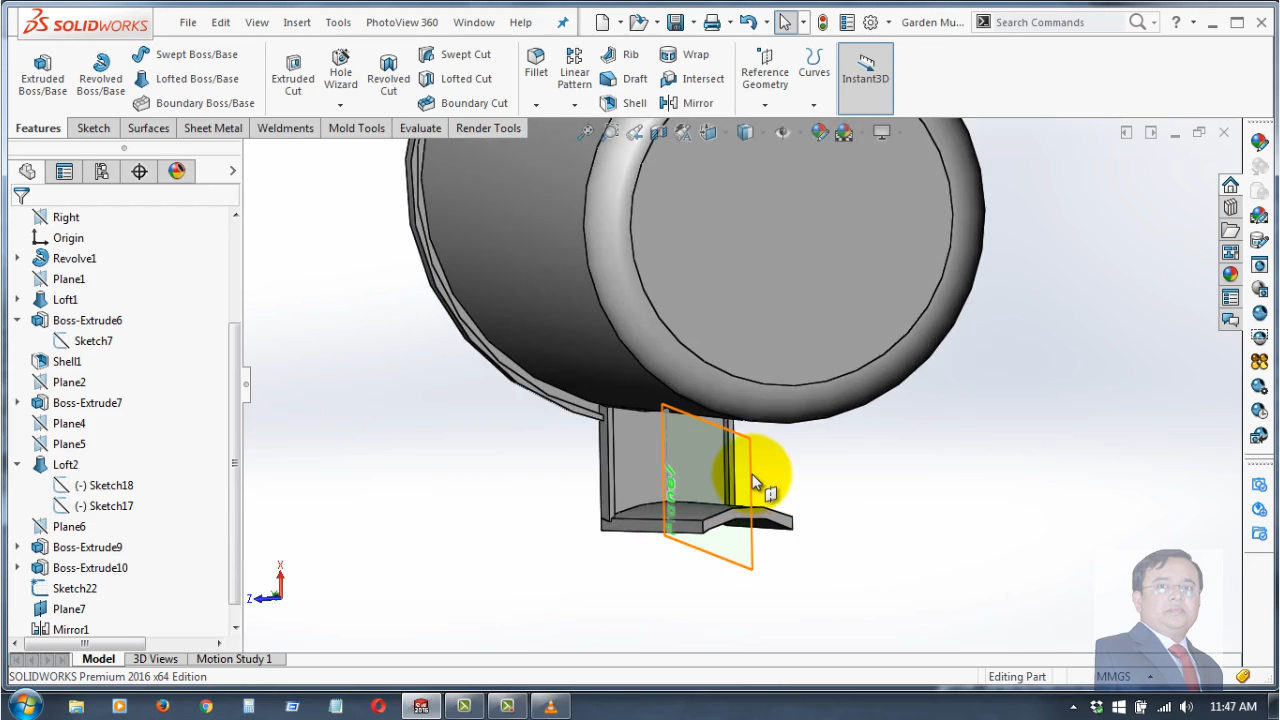 SOLIDWORKS
File Edit View Insert Tools PhotoView 360 Window Help
Garden Mu...
Search Commands
Extruded Boss/Base
Revolved Boss/Base
Swept Boss/Base
Lofted Boss/Base
Boundary Boss/Base
Extruded Cut
Hole Wizard
Revolved Cut
Swept Cut
Lofted Cut
Boundary Cut
Fillet
Linear Pattern
Rib
Draft
Shell
Wrap
Intersect
Mirror
Reference Geometry
Curves
Instant3D
Features Sketch Surfaces Sheet Metal Weldments Mold Tools Evaluate Render Tools
Right
Origin
Revolve1
Plane1
Loft1
Boss-Extrude6
Sketch7
Shell1
Plane2
Boss-Extrude7
Plane4
Plane5
Loft2
(-) Sketch18
(-) Sketch17
Plane6
Boss-Extrude9
Boss-Extrude10
Sketch22
Plane7
Mirror1
X
Z
Model 3D Views Motion Study 1
SOLIDWORKS Premium 2016 x64 Edition
Editing Part
MMGS
11:47 AM